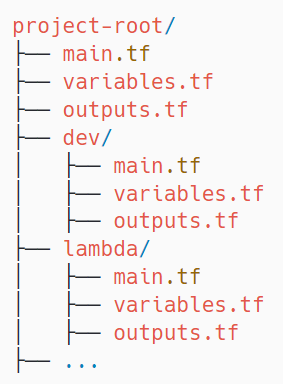 project-root/
├── main.tf
├── variables.tf
├── outputs.tf
├── dev/
│   ├── main.tf
│   ├── variables.tf
│   ├── outputs.tf
├── lambda/
│   ├── main.tf
│   ├── variables.tf
│   ├── outputs.tf
├── ...